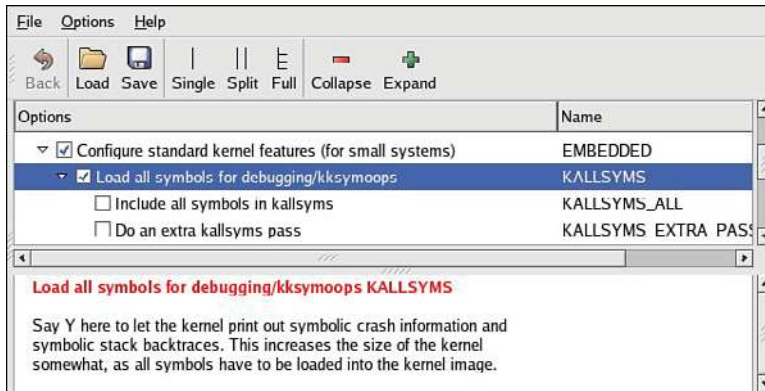 File Options Help
Back Load Save Single Split Full Collapse Expand
Options Name
Configure standard kernel features (for small systems) EMBEDDED
Load all symbols for debugging/kksymoops KALLSYMS
Include all symbols in kallsyms KALLSYMS_ALL
Do an extra kallsyms pass KALLSYMS_EXTRA_PASS
Load all symbols for debugging/kksymoops KALLSYMS
Say Y here to let the kernel print out symbolic crash information and
symbolic stack backtraces. This increases the size of the kernel
somewhat, as all symbols have to be loaded into the kernel image.